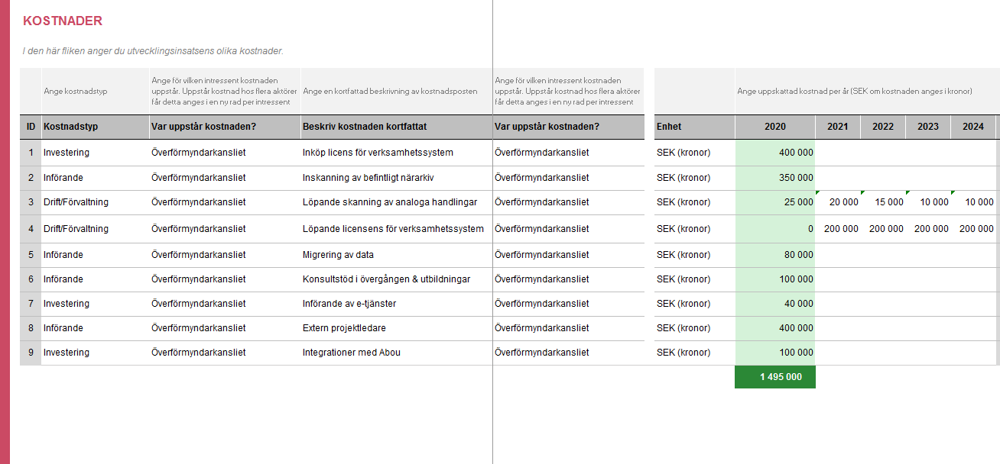 KOSTNADER
I den här fliken anger du utvecklingsinsatsens olika kostnader.
Ange kostnadstyp
Ange för vilken intressent kostnaden
uppstår. Uppstår kostnad hos flera aktörer
får detta anges i en ny rad per intressent
Ange en kortfattad beskrivning av kostnadsposten
Ange för vilken intressent kostnaden
uppstår. Uppstår kostnad hos flera aktörer
får detta anges i en ny rad per intressent
Ange uppskattad kostnad per år (SEK om kostnaden anges i kronor)
ID Kostnadstyp Var uppstår kostnaden? Beskriv kostnaden kortfattat Var uppstår kostnaden? Enhet 2020 2021 2022 2023 2024
1 Investering Överförmyndarkansliet Inköp licens för verksamhetssystem Överförmyndarkansliet SEK (kronor) 400 000
2 Införande Överförmyndarkansliet Inskanning av befintligt närarkiv Överförmyndarkansliet SEK (kronor) 350 000
3 Drift/Förvaltning Överförmyndarkansliet Löpande skanning av analoga handlingar Överförmyndarkansliet SEK (kronor) 25 000 20 000 15 000 10 000 10 000
4 Drift/Förvaltning Överförmyndarkansliet Löpande licensens för verksamhetssystem Överförmyndarkansliet SEK (kronor) 0 200 000 200 000 200 000 200 000
5 Införande Överförmyndarkansliet Migrering av data Överförmyndarkansliet SEK (kronor) 80 000
6 Införande Överförmyndarkansliet Konsultstöd i övergången & utbildningar Överförmyndarkansliet SEK (kronor) 100 000
7 Investering Överförmyndarkansliet Införande av e-tjänster Överförmyndarkansliet SEK (kronor) 40 000
8 Införande Överförmyndarkansliet Extern projektledare Överförmyndarkansliet SEK (kronor) 400 000
9 Investering Överförmyndarkansliet Integrationer med Abou Överförmyndarkansliet SEK (kronor) 100 000
1 495 000